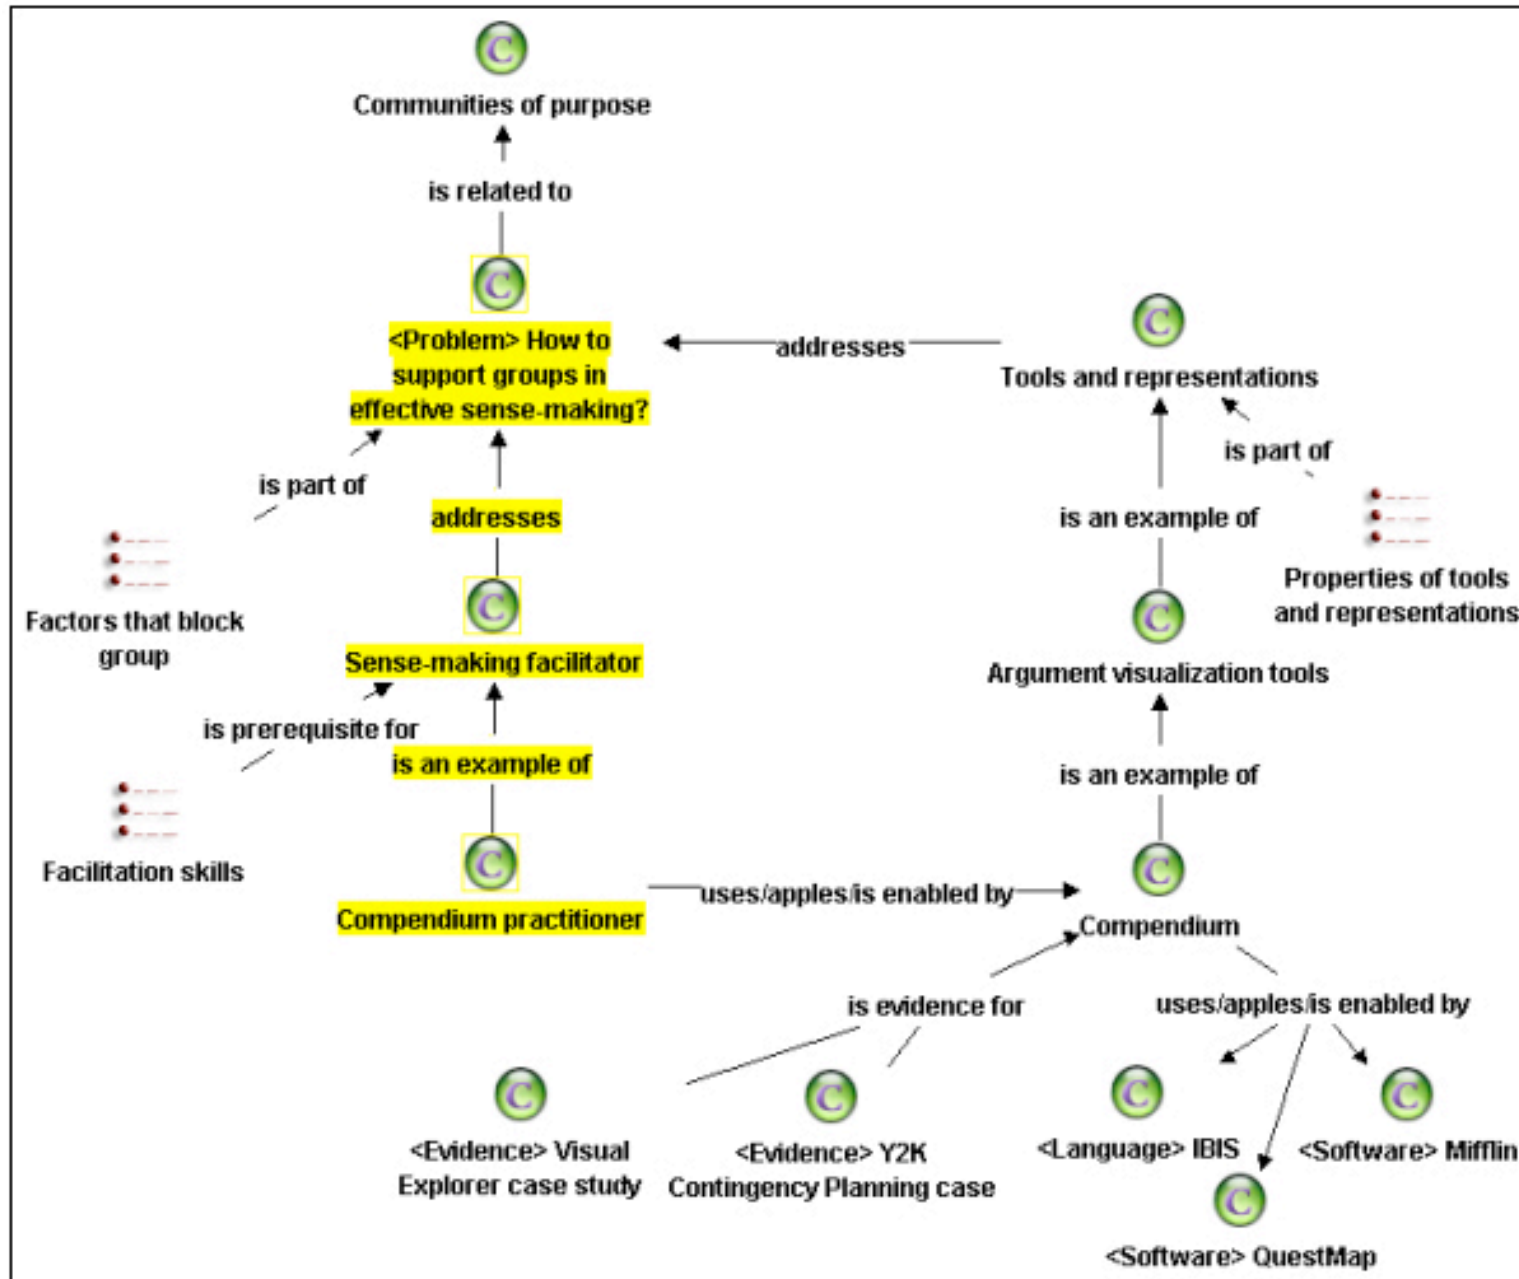 C
Communities of purpose
is related to
C
<Problem> How to
support groups in
effective sense-making?
addresses
C
Tools and representations
is part of
is part of
addresses
is an example of
Properties of tools
and representations
Factors that block
group
C
Sense-making facilitator
C
Argument visualization tools
is prerequisite for
is an example of
is an example of
Facilitation skills
C
Compendium practitioner
uses/apples/is enabled by
C
Compendium
is evidence for
uses/apples/is enabled by
C
<Evidence> Visual
Explorer case study
C
<Evidence> Y2K
Contingency Planning case
C
<Language> IBIS
C
<Software> Mifflin
C
<Software> QuestMap